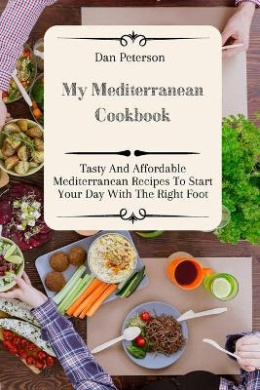 Dan Peterson
My Mediterranean
Cookbook
Tasty And Affordable
Mediterranean Recipes To Start
Your Day With The Right Foot